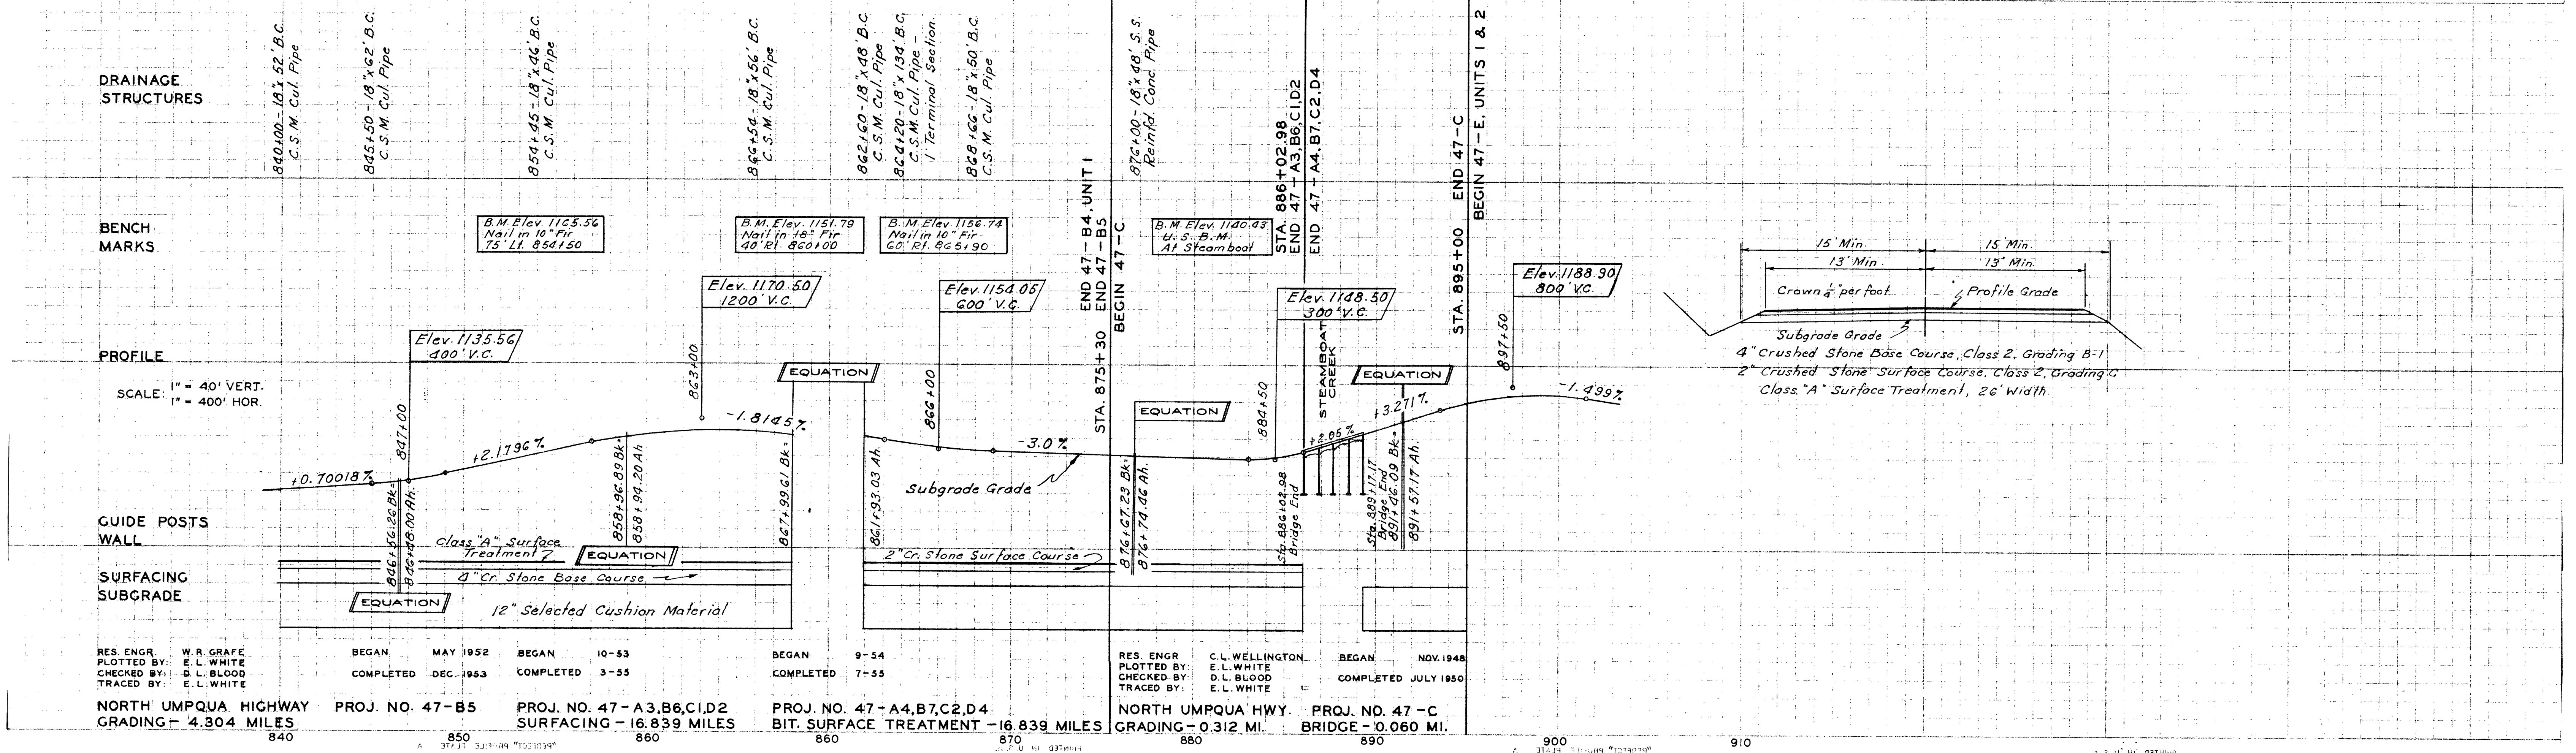 DRAINAGE
STRUCTURES
840+00 - 18" x 52' B.C.
C.S.M. Cul. Pipe
845+50 - 18" x 62' B.C.
C.S.M. Cul. Pipe
854+45 - 18" x 46' B.C.
C.S.M. Cul. Pipe
866+54 - 18" x 56' B.C.
C.S.M. Cul. Pipe
862+60 - 18" x 48' B.C.
C.S.M. Cul. Pipe
864+20 - 18" x 134' B.C.
C.S.M. Cul. Pipe -
1 Terminal Section.
868+66 - 18" x 50' B.C.
C.S.M. Cul. Pipe
876+00 - 18" x 48' S.S.
Reinfd. Conc. Pipe
END 47-B4, UNIT 1
STA. 875+30 END 47-B5
BEGIN 47-C
STA. 886+02.98
END 47-A3,B6,C1,D2
END 47-A4,B7,C2,D4
STA. 895+00 END 47-C
BEGIN 47-E, UNITS 1 & 2
BENCH
MARKS
B.M. Elev. 1165.56
Nail in 10" Fir
75' Lt. 854+50
B.M. Elev. 1151.79
Nail in 18" Fir
40' Rt. 860+00
B.M. Elev. 1156.74
Nail in 10" Fir
60' Rt. 865+90
B.M. Elev. 1140.43
U.S.B.M.
At Steamboat
PROFILE
SCALE: 1" = 40' VERT.
1" = 400' HOR.
Elev. 1135.56
400' V.C.
847+00
Elev. 1170.50
1200' V.C.
863+00
Elev. 1154.05
600' V.C.
866+00
Elev. 1148.50
300' V.C.
884+50
STEAMBOAT
CREEK
Elev. 1188.90
800' V.C.
897+50
EQUATION
EQUATION
EQUATION
+0.70018%
+2.1796%
-1.8145%
-3.0%
+2.05%
+3.271%
-1.499%
Subgrade Grade
846+56.26 Bk =
846+48.00 Ah.
858+96.89 Bk =
858+94.20 Ah
867+99.61 Bk =
861+93.03 Ah.
876+67.23 Bk =
876+74.46 Ah.
Sta. 886+02.98
Bridge End
Sta. 889+17.17
Bridge End
891+46.09 Bk =
891+57.17 Ah.
15' Min.
15' Min.
13' Min.
13' Min.
Crown 1/4" per foot
Profile Grade
Subgrade Grade
4" Crushed Stone Base Course, Class 2, Grading B-1
2" Crushed Stone Surface Course, Class 2, Grading C
Class "A" Surface Treatment, 26' Width.
GUIDE POSTS
WALL
SURFACING
SUBGRADE
Class "A" Surface
Treatment
EQUATION
4" Cr. Stone Base Course
EQUATION
12" Selected Cushion Material
2" Cr. Stone Surface Course
RES. ENGR. W.R. GRAFE
PLOTTED BY: E.L. WHITE
CHECKED BY: D.L. BLOOD
TRACED BY: E.L. WHITE
BEGAN MAY 1952
COMPLETED DEC. 1953
BEGAN 10-53
COMPLETED 3-55
BEGAN 9-54
COMPLETED 7-55
NORTH UMPQUA HIGHWAY PROJ. NO. 47-B5
GRADING - 4.304 MILES
PROJ. NO. 47-A3,B6,C1,D2
SURFACING - 16.839 MILES
PROJ. NO. 47-A4,B7,C2,D4
BIT. SURFACE TREATMENT - 16.839 MILES
RES. ENGR C.L. WELLINGTON
PLOTTED BY: E.L. WHITE
CHECKED BY: D.L. BLOOD
TRACED BY: E.L. WHITE
BEGAN NOV. 1948
COMPLETED JULY 1950
NORTH UMPQUA HWY. PROJ. NO. 47-C
GRADING - 0.312 MI. BRIDGE - 0.060 MI.
840 850 860 860 870 880 890 900 910